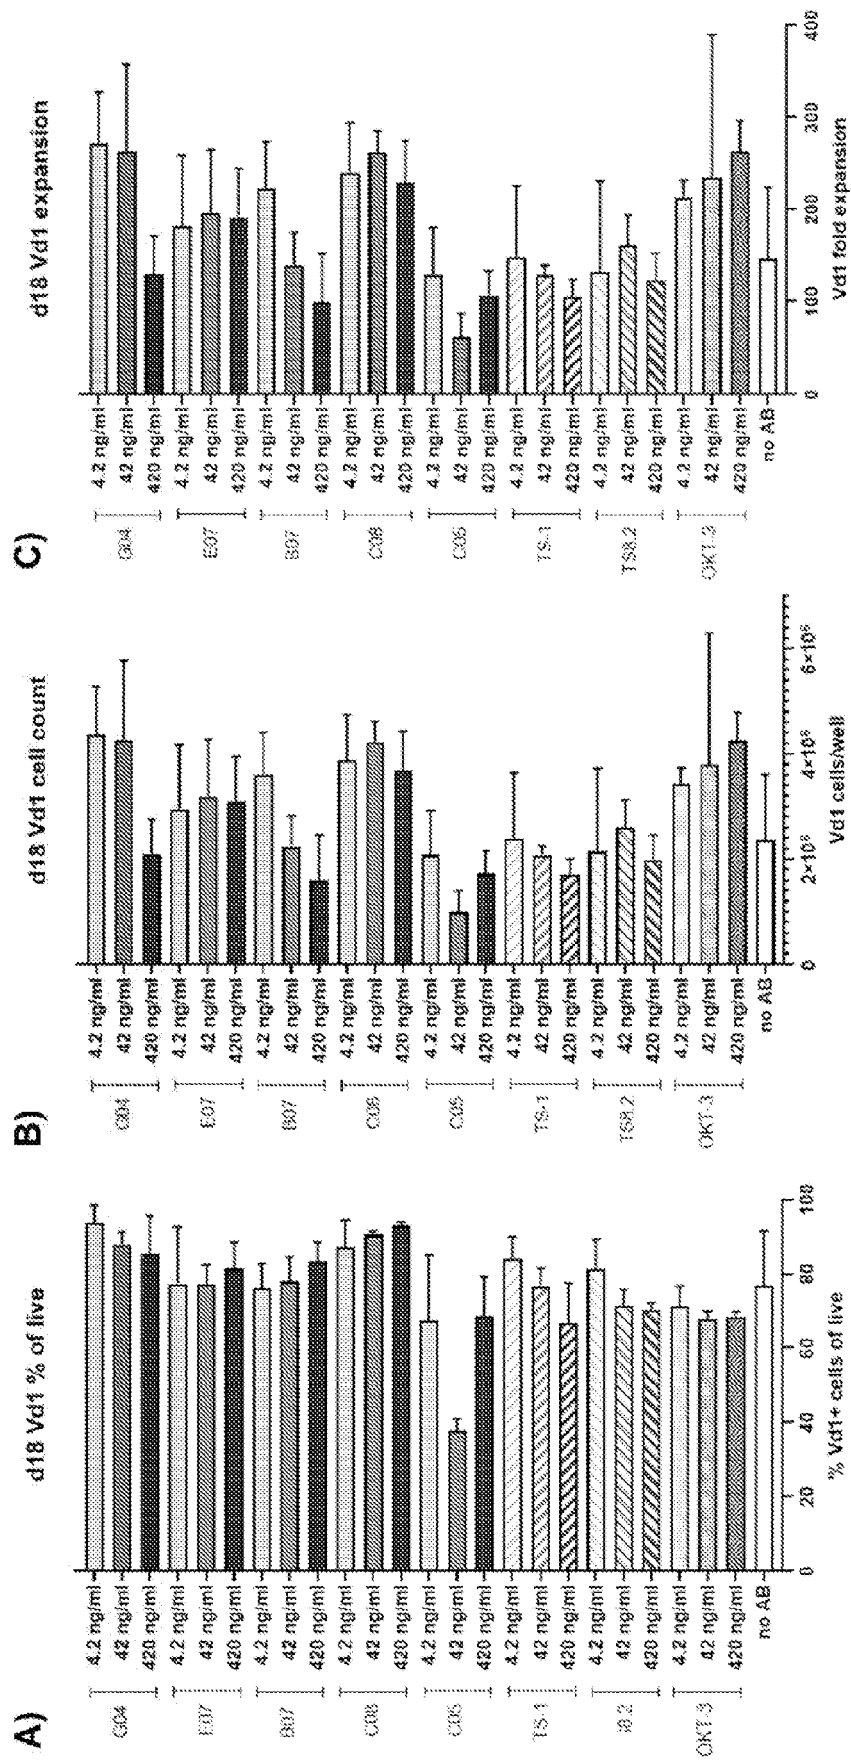 A)
d18 Vd1 % of live
G04
4.2 ng/ml
42 ng/ml
420 ng/ml
E07
4.2 ng/ml
42 ng/ml
420 ng/ml
B07
4.2 ng/ml
42 ng/ml
420 ng/ml
C08
4.2 ng/ml
42 ng/ml
420 ng/ml
C05
4.2 ng/ml
42 ng/ml
420 ng/ml
TS-1
4.2 ng/ml
42 ng/ml
420 ng/ml
4.2 ng/ml
42 ng/ml
420 ng/ml
OKT-3
4.2 ng/ml
42 ng/ml
420 ng/ml
no AB
0 20 40 60 80 100
% Vd1+ cells of live
B)
d18 Vd1 cell count
G04
4.2 ng/ml
42 ng/ml
420 ng/ml
E07
4.2 ng/ml
42 ng/ml
420 ng/ml
B07
4.2 ng/ml
42 ng/ml
420 ng/ml
C08
4.2 ng/ml
42 ng/ml
420 ng/ml
C05
4.2 ng/ml
42 ng/ml
420 ng/ml
TS-1
4.2 ng/ml
42 ng/ml
420 ng/ml
TS8.2
4.2 ng/ml
42 ng/ml
420 ng/ml
OKT-3
4.2 ng/ml
42 ng/ml
420 ng/ml
no AB
0 2×10⁶ 4×10⁶ 6×10⁶
Vd1 cells/well
C)
d18 Vd1 expansion
G04
4.2 ng/ml
42 ng/ml
420 ng/ml
E07
4.2 ng/ml
42 ng/ml
420 ng/ml
B07
4.2 ng/ml
42 ng/ml
420 ng/ml
C08
4.2 ng/ml
42 ng/ml
420 ng/ml
C05
4.2 ng/ml
42 ng/ml
420 ng/ml
TS-1
4.2 ng/ml
42 ng/ml
420 ng/ml
TS8.2
4.2 ng/ml
42 ng/ml
420 ng/ml
OKT-3
4.2 ng/ml
42 ng/ml
420 ng/ml
no AB
0 100 200 300 400
Vd1 fold expansion